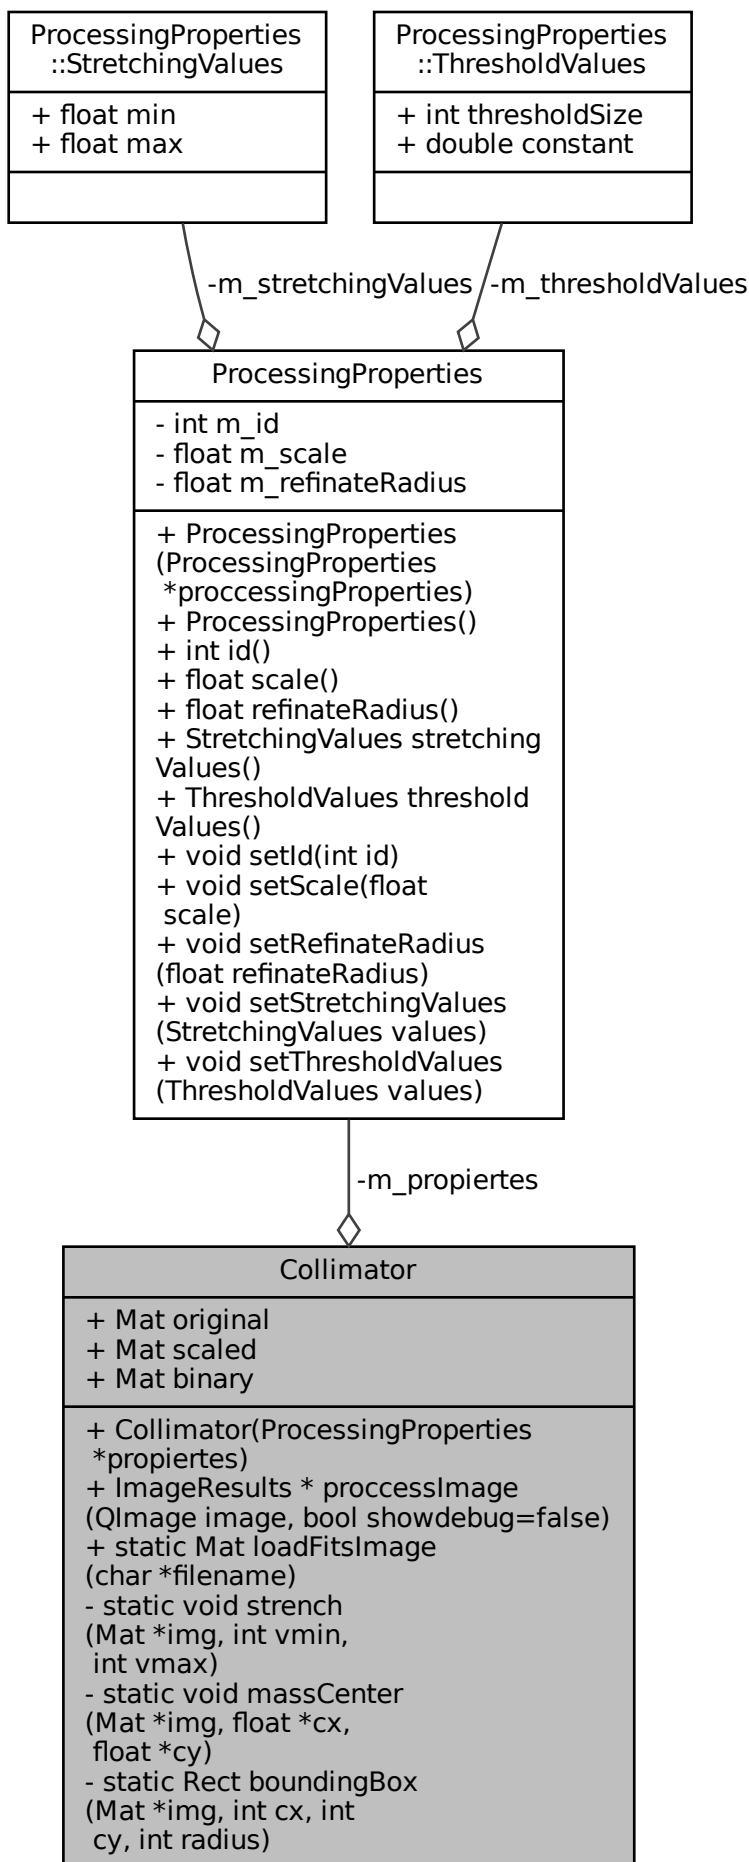 ProcessingProperties
::StretchingValues
+ float min
+ float max
ProcessingProperties
::ThresholdValues
+ int thresholdSize
+ double constant
-m_stretchingValues
-m_thresholdValues
ProcessingProperties
- int m_id
- float m_scale
- float m_refinateRadius
+ ProcessingProperties
(ProcessingProperties
*proccessingProperties)
+ ProcessingProperties()
+ int id()
+ float scale()
+ float refinateRadius()
+ StretchingValues stretching
Values()
+ ThresholdValues threshold
Values()
+ void setId(int id)
+ void setScale(float
scale)
+ void setRefinateRadius
(float refinateRadius)
+ void setStretchingValues
(StretchingValues values)
+ void setThresholdValues
(ThresholdValues values)
-m_propiertes
Collimator
+ Mat original
+ Mat scaled
+ Mat binary
+ Collimator(ProcessingProperties
*propiertes)
+ ImageResults * proccessImage
(QImage image, bool showdebug=false)
+ static Mat loadFitsImage
(char *filename)
- static void strench
(Mat *img, int vmin,
int vmax)
- static void massCenter
(Mat *img, float *cx,
float *cy)
- static Rect boundingBox
(Mat *img, int cx, int
cy, int radius)